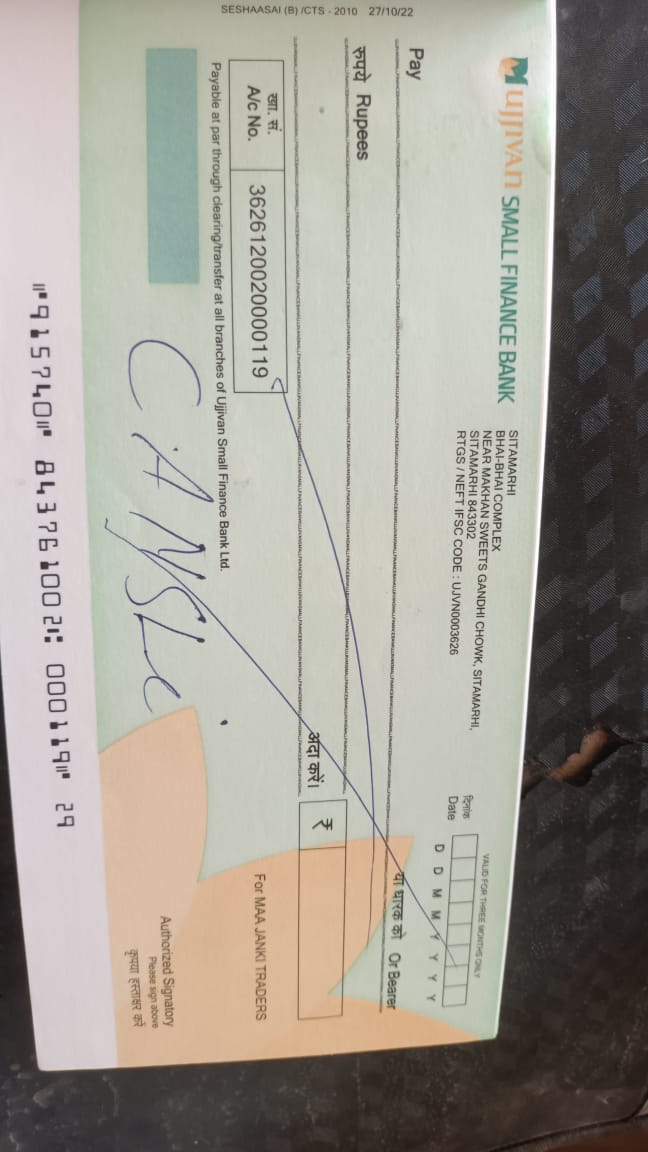 ujjivan SMALL FINANCE BANK
SITAMARHI
BHAI-BHAI COMPLEX
NEAR MAKHAN SWEETS GANDHI CHOWK, SITAMARHI,
SITAMARHI 843302
RTGS / NEFT IFSC CODE : UJVN0003626
VALID FOR THREE MONTHS ONLY
दिनांक
Date
D D M M Y Y Y Y
Pay
या धारक को Or Bearer
रुपये Rupees
अदा करें।
₹
खा. सं.
A/c No.
3626120020000119
For MAA JANKI TRADERS
Payable at par through clearing/transfer at all branches of Ujjivan Small Finance Bank Ltd.
CANSLe
Authorized Signatory
Please sign above
कृपया हस्ताक्षर करें
SESHAASAI (B) /CTS - 2010 27/10/22
⑈915740⑈ 843761002⑆ 000119⑈ 29